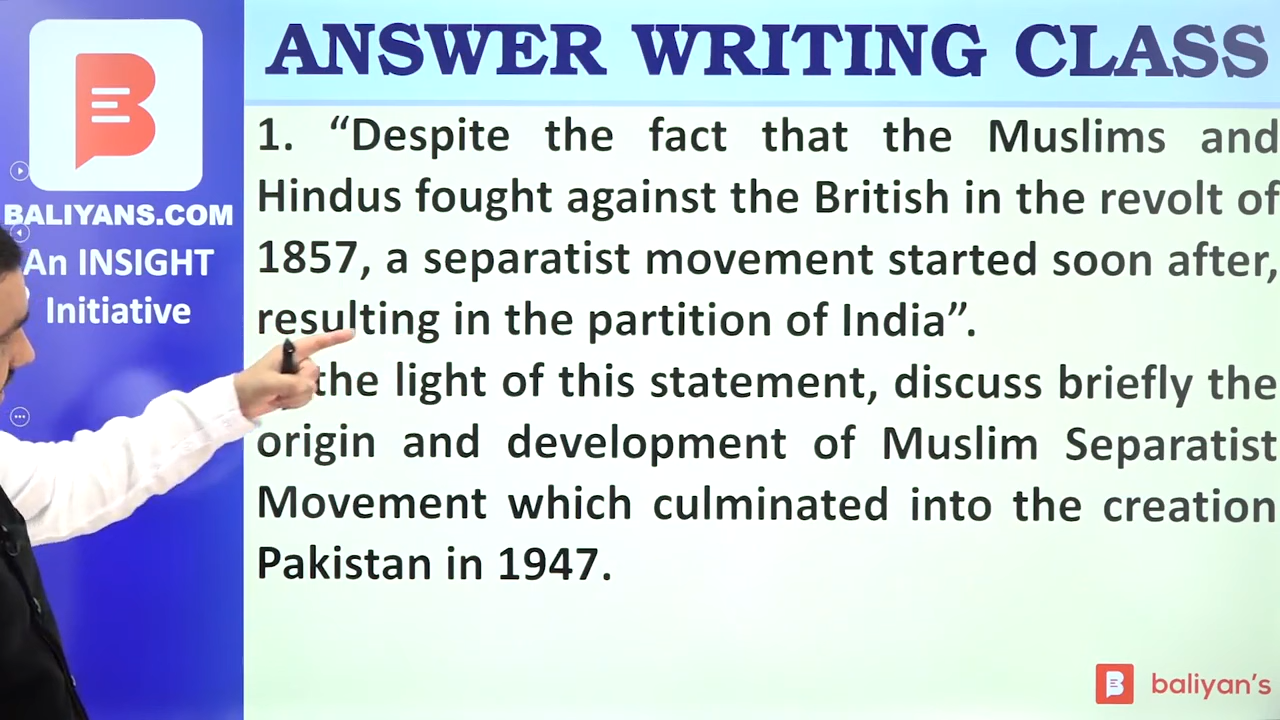 ANSWER WRITING CLASS
BALIYANS.COM
An INSIGHT
Initiative
1. “Despite the fact that the Muslims and
Hindus fought against the British in the revolt of
1857, a separatist movement started soon after,
resulting in the partition of India”.
the light of this statement, discuss briefly the
origin and development of Muslim Separatist
Movement which culminated into the creation
Pakistan in 1947.
baliyan’s